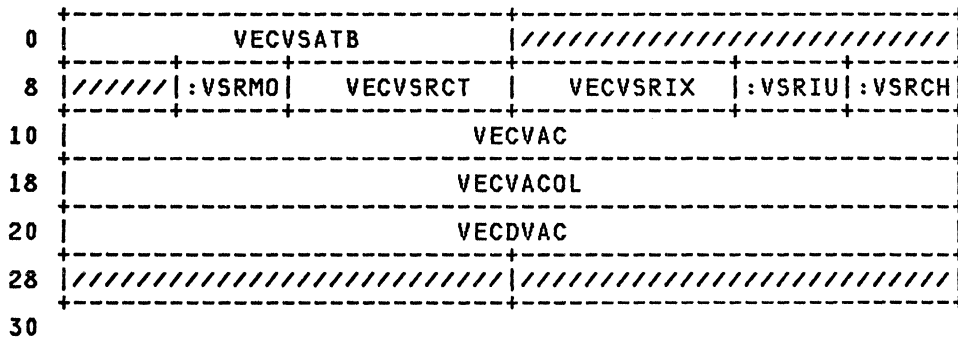 0 | VECVSATB |///////////////////////////|
8 |//////|:VSRMO| VECVSRCT | VECVSRIX |:VSRIU|:VSRCH|
10 | VECVAC
18 | VECVACOL
20 | VECDVAC
28 |///////////////////////////|///////////////////////////|
30